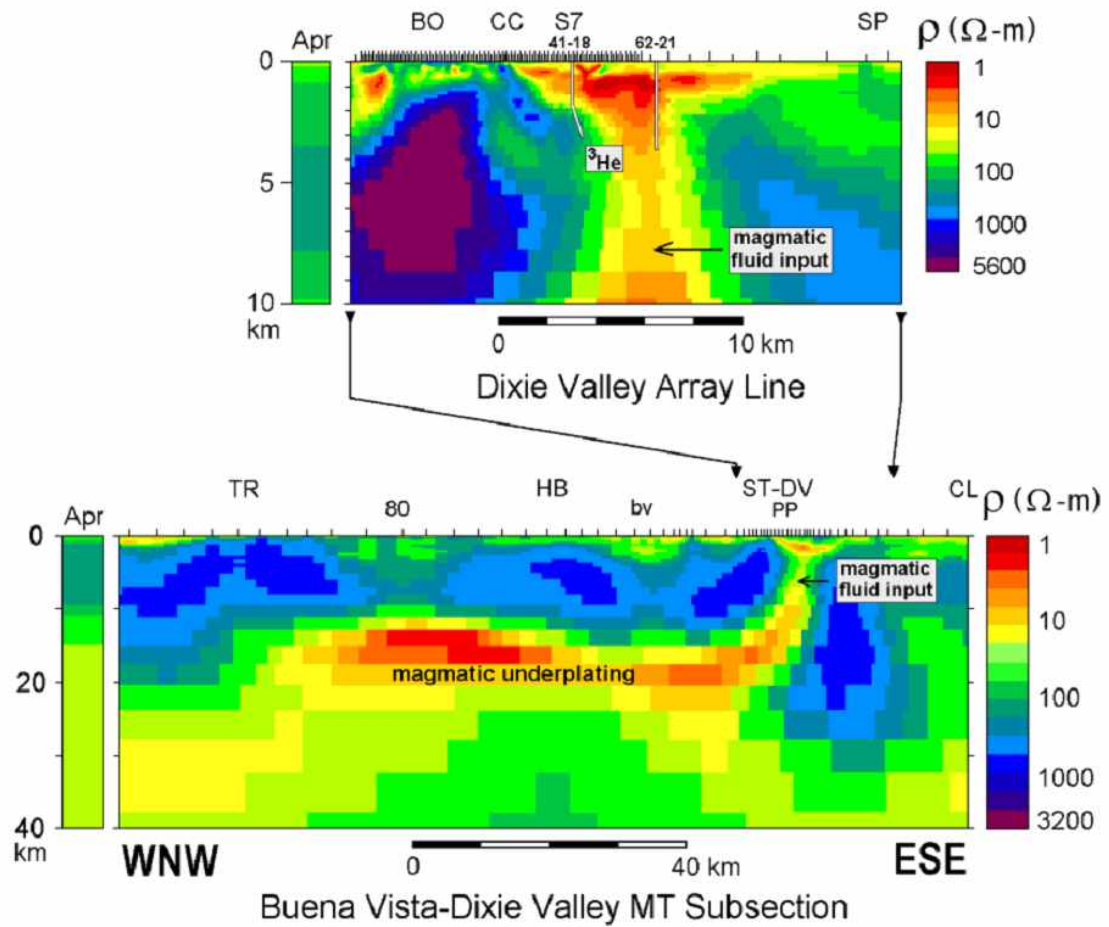 BO CC S7 SP
Apr 41-18 62-21 ρ (Ω-m)
0
5
10
km
1
10
100
1000
5600
³He
magmatic
fluid input
0 10 km
Dixie Valley Array Line
TR HB ST-DV CL ρ (Ω-m)
Apr 80 bv PP
0
20
40
km
1
10
100
1000
3200
magmatic
fluid input
magmatic underplating
WNW 0 40 km ESE
Buena Vista-Dixie Valley MT Subsection